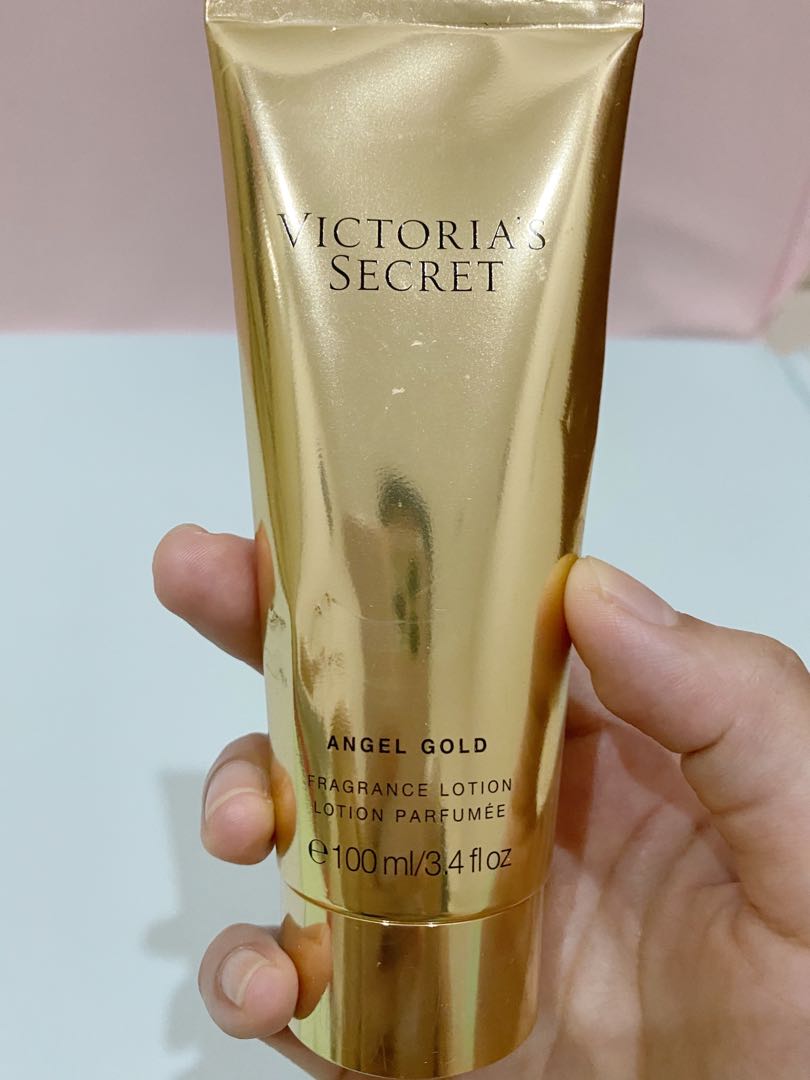 VICTORIA'S
SECRET
ANGEL GOLD
FRAGRANCE LOTION
LOTION PARFUMÉE
℮100 ml/3.4 fl oz